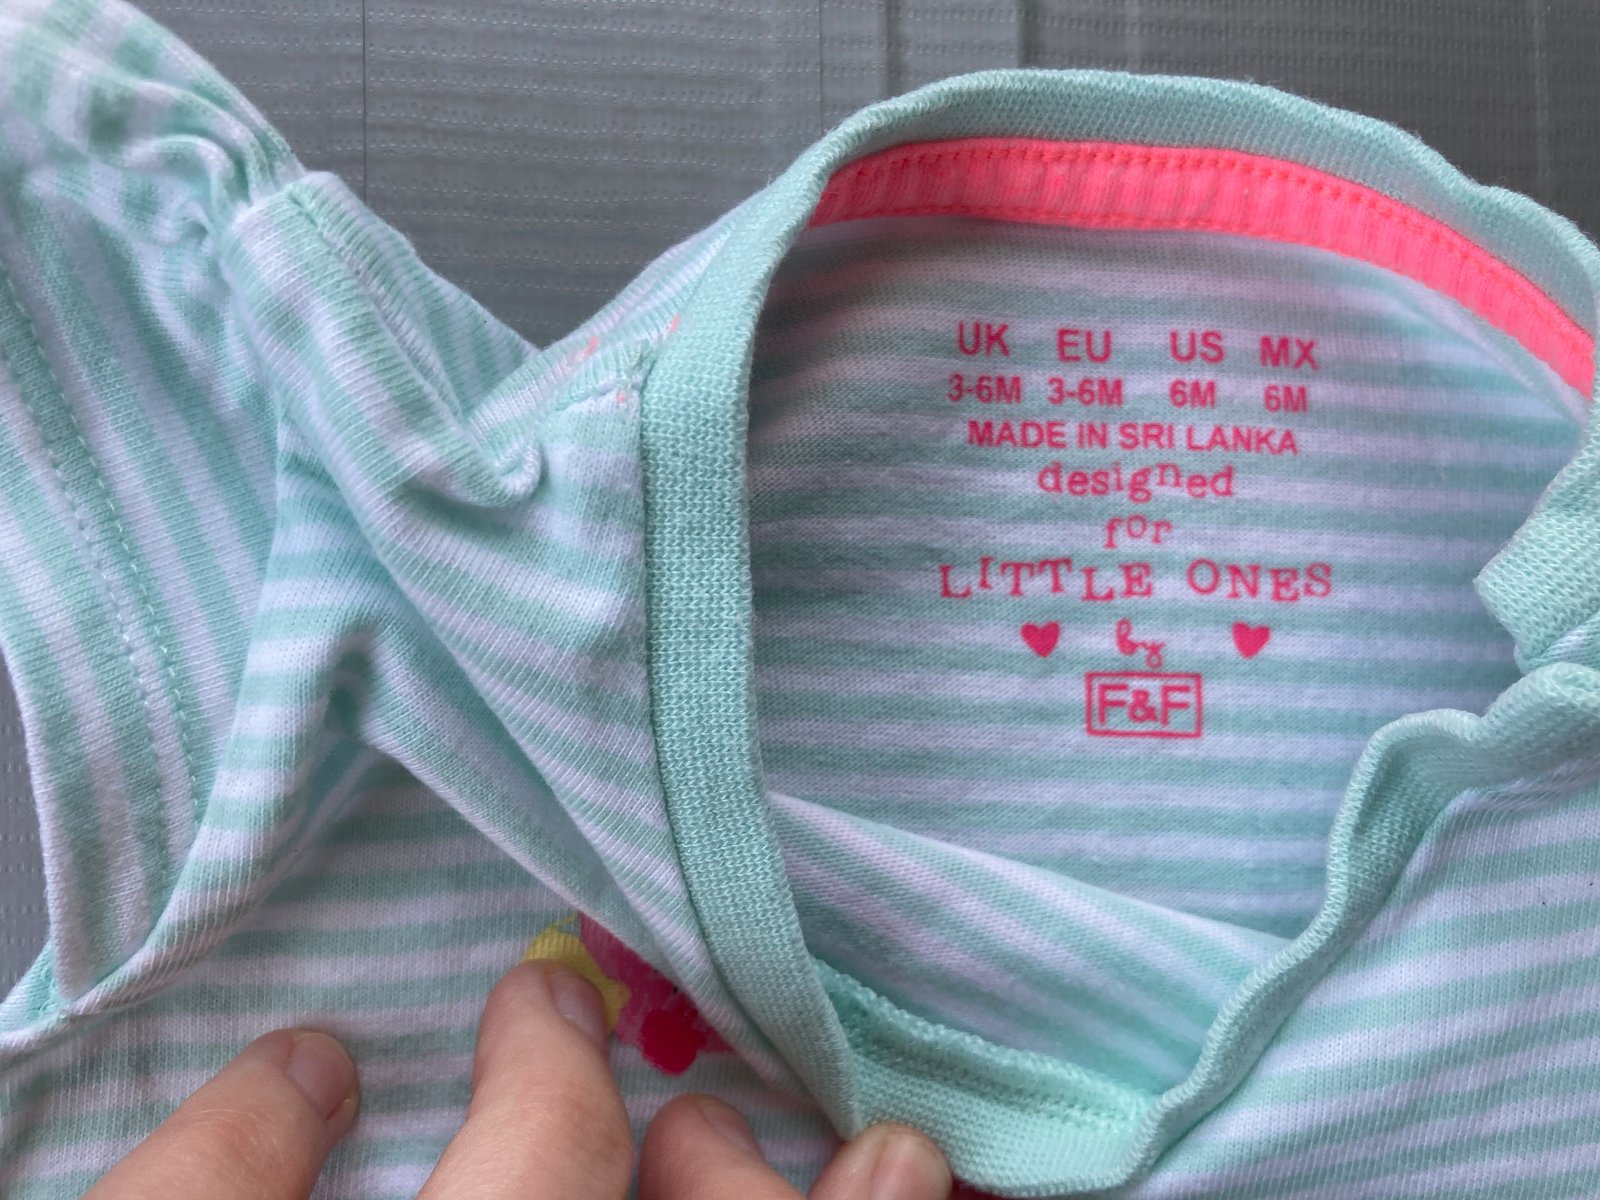 UK EU US MX
3-6M 3-6M 6M 6M
MADE IN SRI LANKA
designed
for
LITTLE ONES
by
F&F